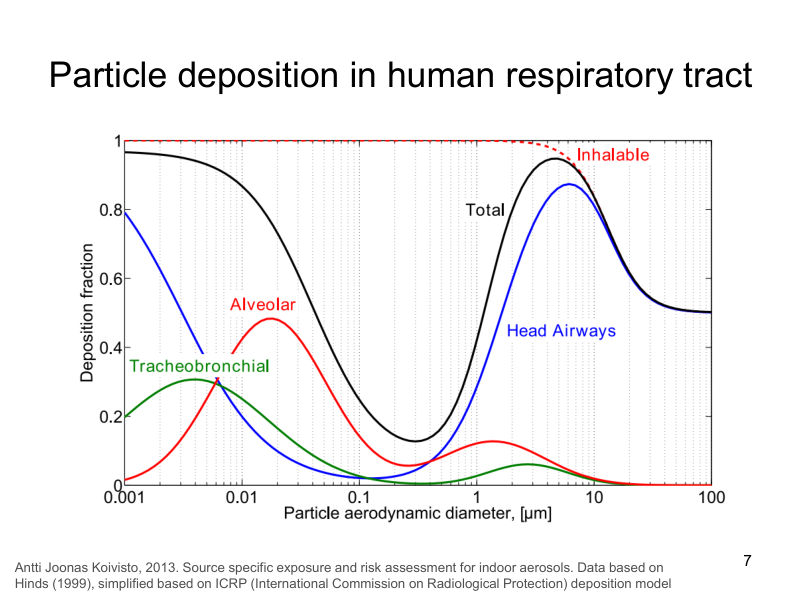 Particle deposition in human respiratory tract
1
Inhalable
Total
0.8
0.6
Alveolar
Head Airways
0.4
Tracheobronchial
0.2
0
Deposition fraction
0.001 0.01 0.1 1 10 100
Particle aerodynamic diameter, [µm]
7
Antti Joonas Koivisto, 2013. Source specific exposure and risk assessment for indoor aerosols. Data based on
Hinds (1999), simplified based on ICRP (International Commission on Radiological Protection) deposition model